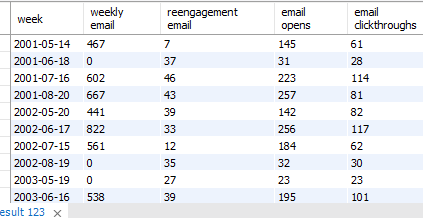 week weekly email reengagement email email opens email clickthroughs
2001-05-14 467 7 145 61
2001-06-18 0 37 31 28
2001-07-16 602 46 223 114
2001-08-20 667 43 257 81
2002-05-20 441 39 142 82
2002-06-17 822 33 256 117
2002-07-15 561 12 184 62
2002-08-19 0 35 32 30
2003-05-19 0 27 23 23
2003-06-16 538 39 195 101
esult 123 ×